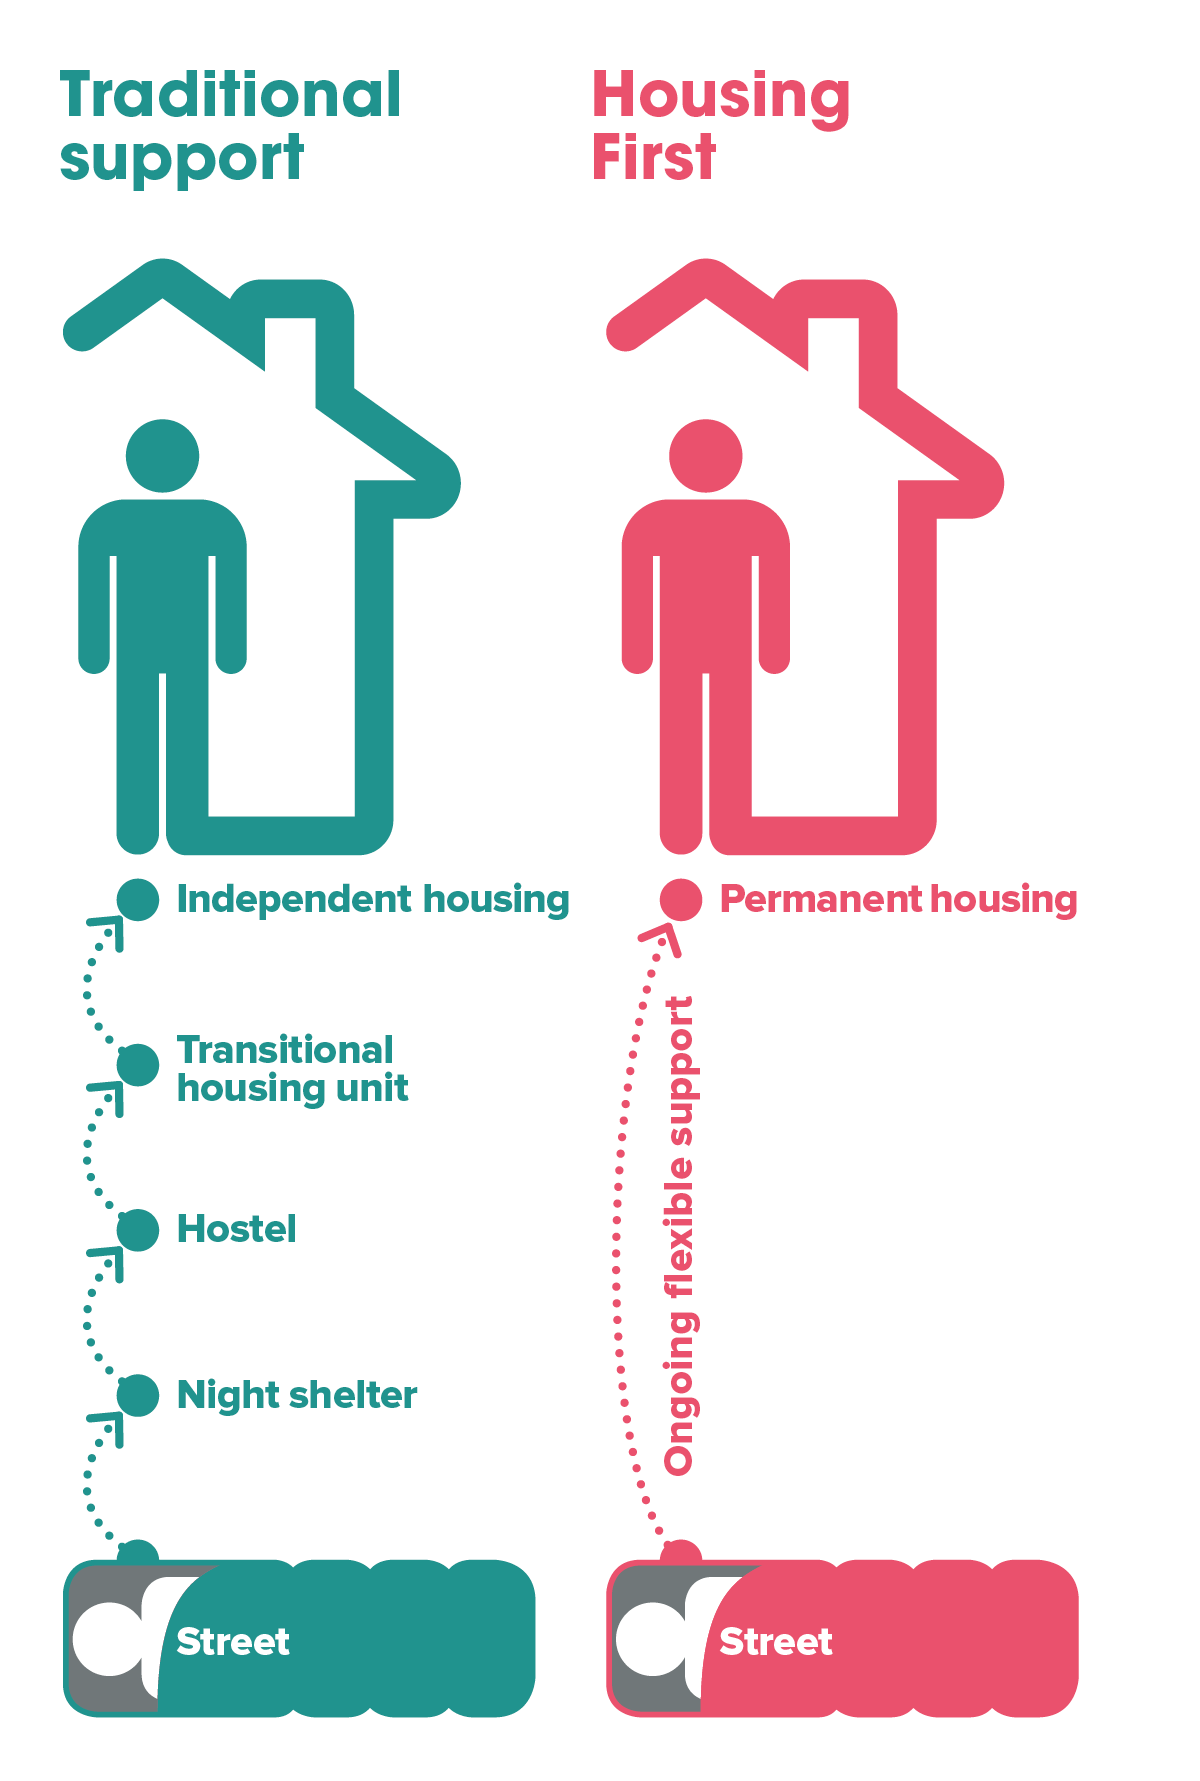 Traditional
support
Independent housing
Transitional
housing unit
Hostel
Night shelter
Street
Housing
First
Permanent housing
Ongoing flexible support
Street